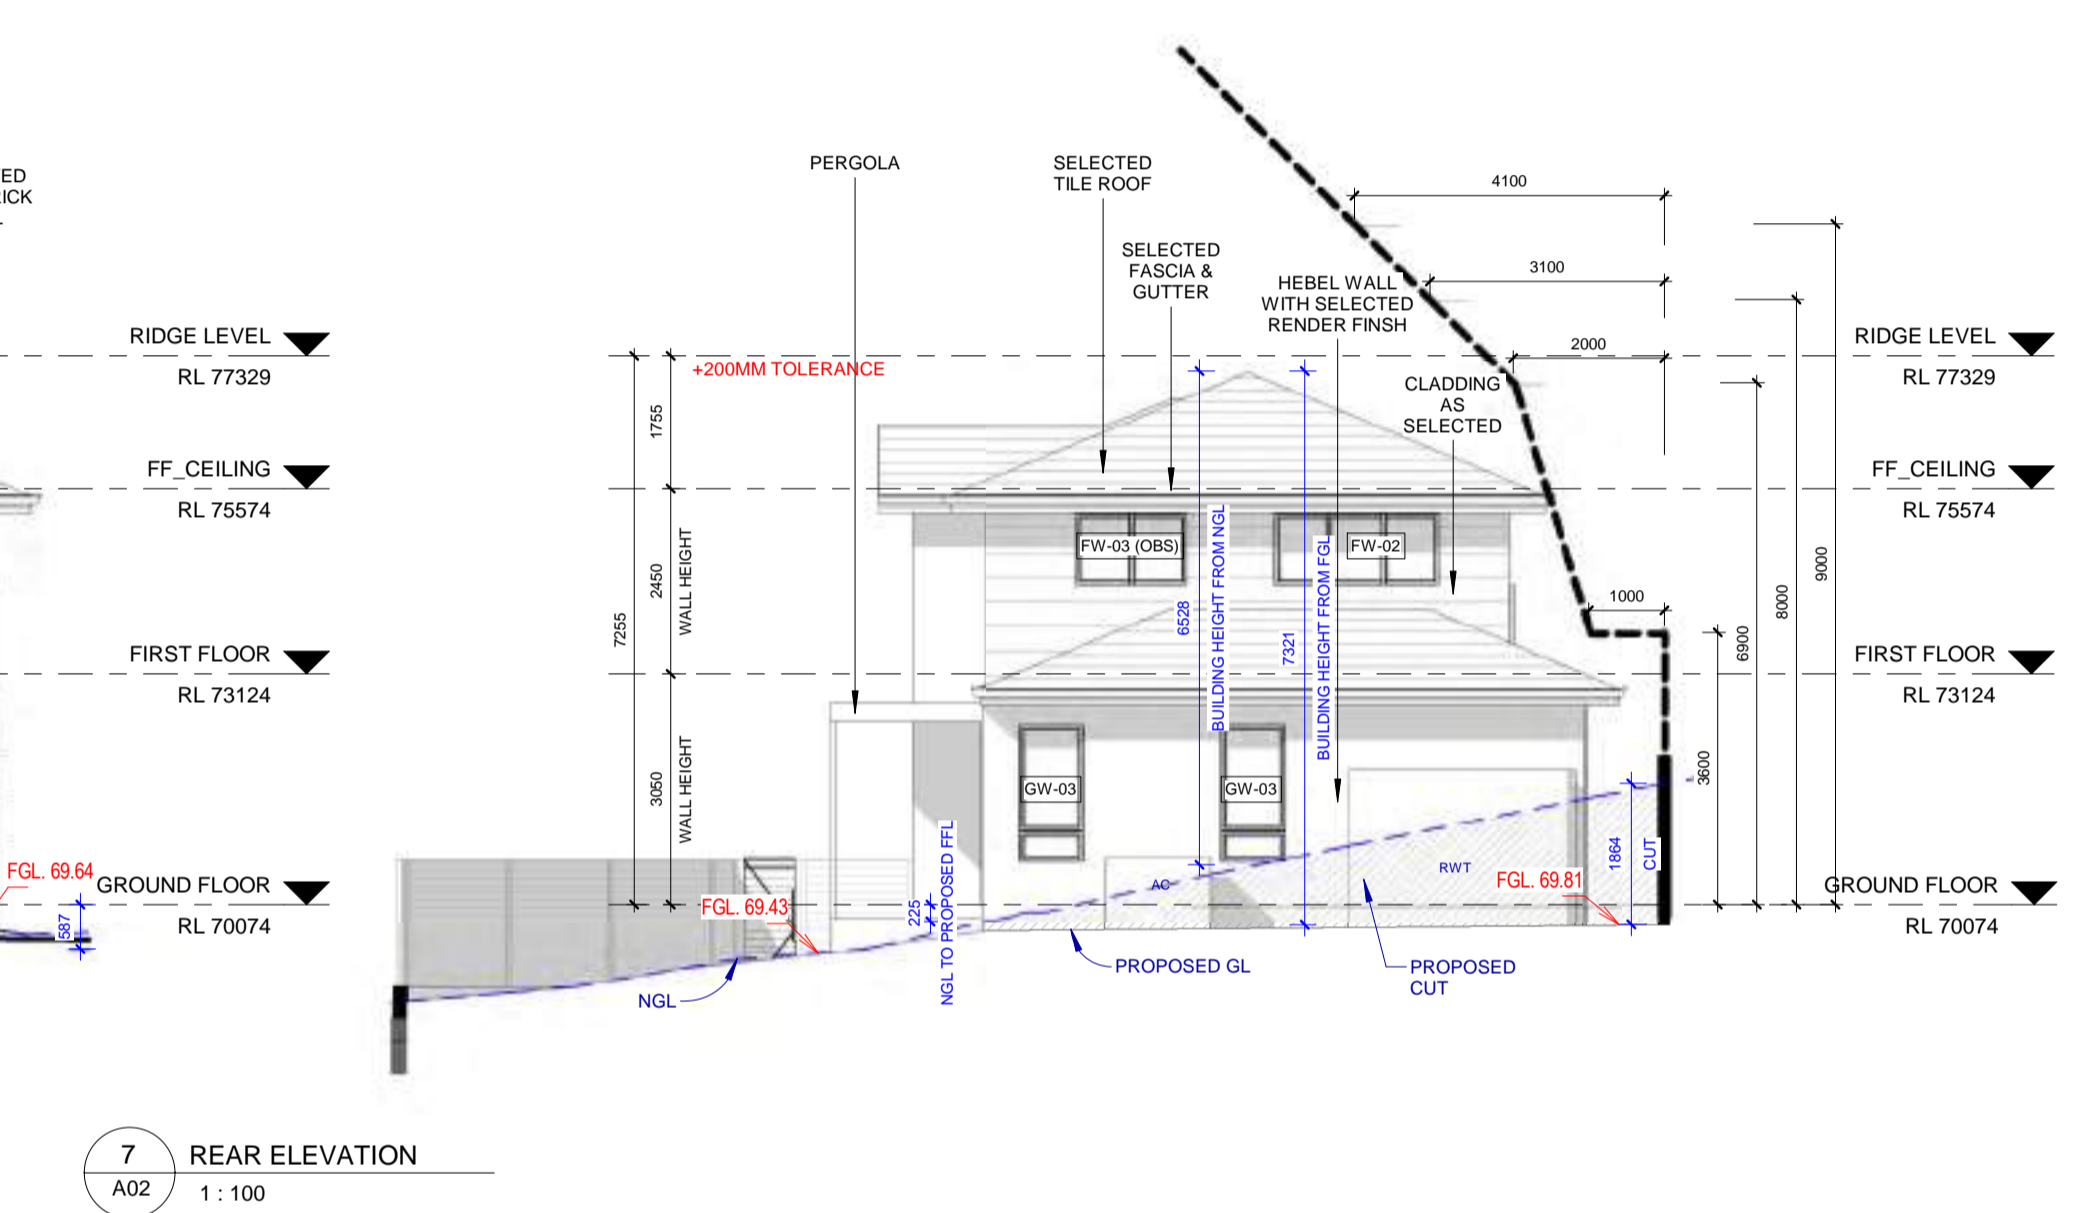 ED
ICK
PERGOLA
SELECTED
TILE ROOF
SELECTED
FASCIA &
GUTTER
HEBEL WALL
WITH SELECTED
RENDER FINSH
CLADDING
AS
SELECTED
4100
3100
2000
1000
RIDGE LEVEL
RL 77329
FF_CEILING
RL 75574
FIRST FLOOR
RL 73124
GROUND FLOOR
RL 70074
FGL. 69.64
587
+200MM TOLERANCE
1755
2450
WALL HEIGHT
7255
3050
WALL HEIGHT
FW-03 (OBS)
FW-02
GW-03
GW-03
6528
BUILDING HEIGHT FROM NGL
7321
BUILDING HEIGHT FROM FGL
225
NGL TO PROPOSED FFL
FGL. 69.43
NGL
AC
RWT
FGL. 69.81
1864
CUT
PROPOSED GL
PROPOSED
CUT
3600
6900
8000
9000
RIDGE LEVEL
RL 77329
FF_CEILING
RL 75574
FIRST FLOOR
RL 73124
GROUND FLOOR
RL 70074
7
A02
REAR ELEVATION
1 : 100